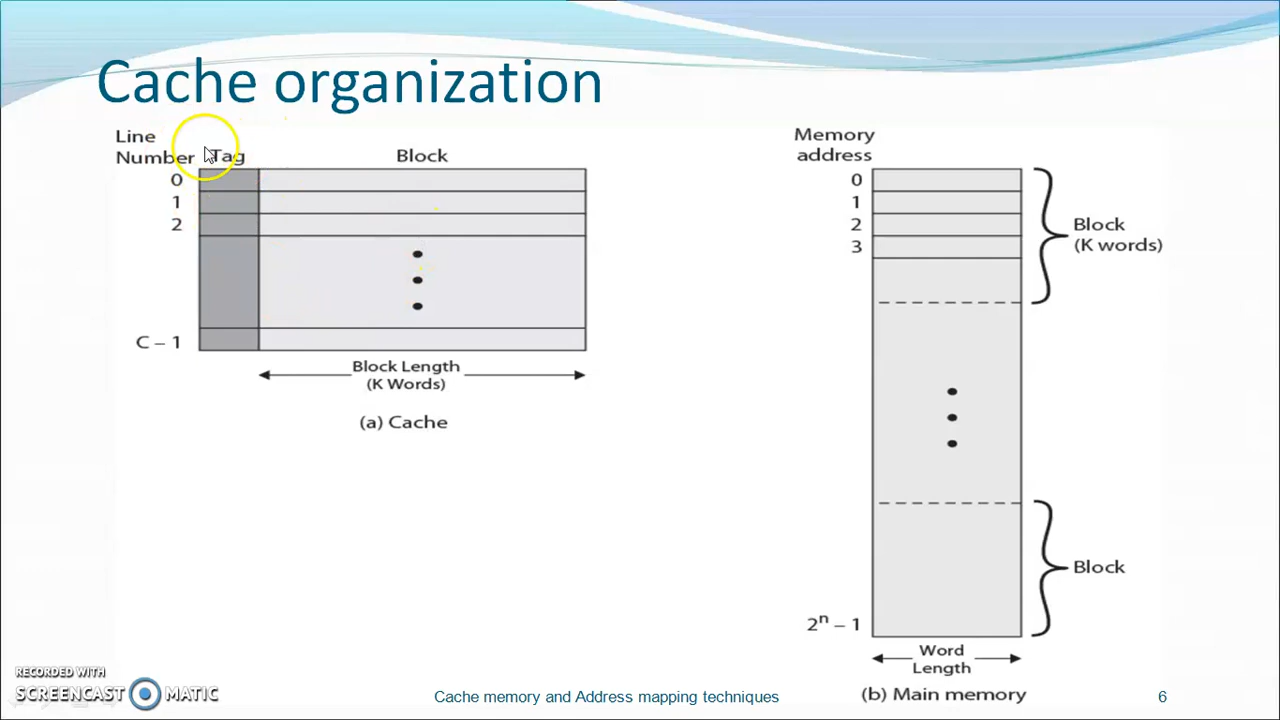 Cache organization
Line
Number
Tag
Block
0
1
2
C – 1
Block Length
(K Words)
(a) Cache
Memory
address
0
1
2
3
Block
(K words)
Block
2ⁿ – 1
Word
Length
(b) Main memory
RECORDED WITH
SCREENCAST MATIC
Cache memory and Address mapping techniques
6